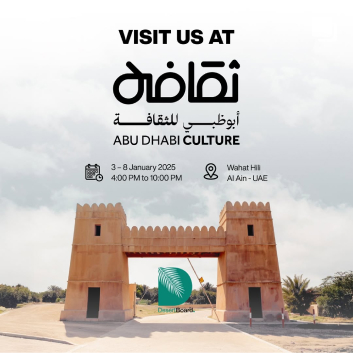 VISIT US AT
ثقافة
أبوظبي للثقافة
ABU DHABI CULTURE
3 – 8 January 2025
4:00 PM to 10:00 PM
Wahat Hili
Al Ain - UAE
DesertBoard.